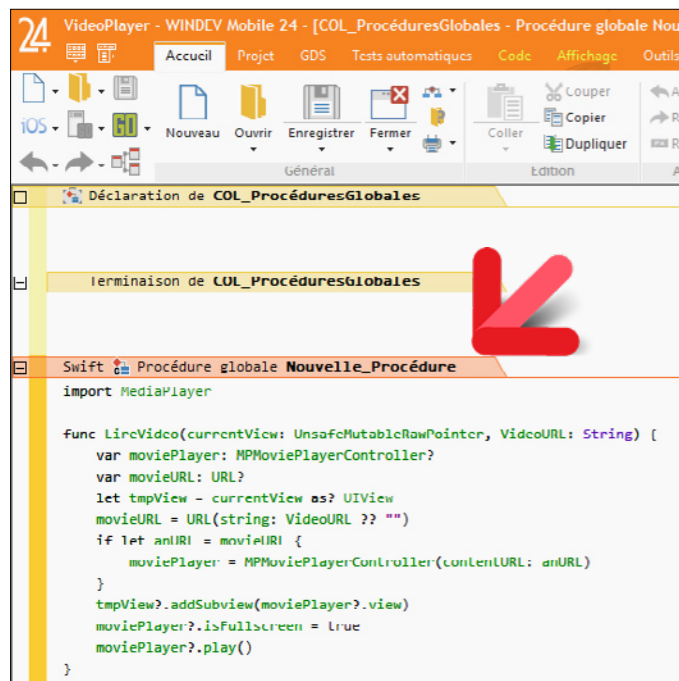 24
VideoPlayer - WINDEV Mobile 24 - [COL_ProcéduresGlobales - Procédure globale Nou
Accueil Projet GDS Tests automatiques Code Affichage Outils
iOS GO Nouveau Ouvrir Enregistrer Fermer Coller Couper
Copier
Dupliquer
Général Edition
Déclaration de COL_ProcéduresGlobales
Terminaison de COL_ProcéduresGlobales
Swift Procédure globale Nouvelle_Procédure
import MediaPlayer
func LireVideo(currentView: UnsafeMutableRawPointer, VideoURL: String) {
var moviePlayer: MPMoviePlayerController?
var movieURL: URL?
let tmpView = currentView as? UIView
movieURL = URL(string: VideoURL ?? "")
if let anURL = movieURL {
moviePlayer = MPMoviePlayerController(contentURL: anURL)
}
tmpView?.addSubview(moviePlayer?.view)
moviePlayer?.isFullscreen = true
moviePlayer?.play()
}